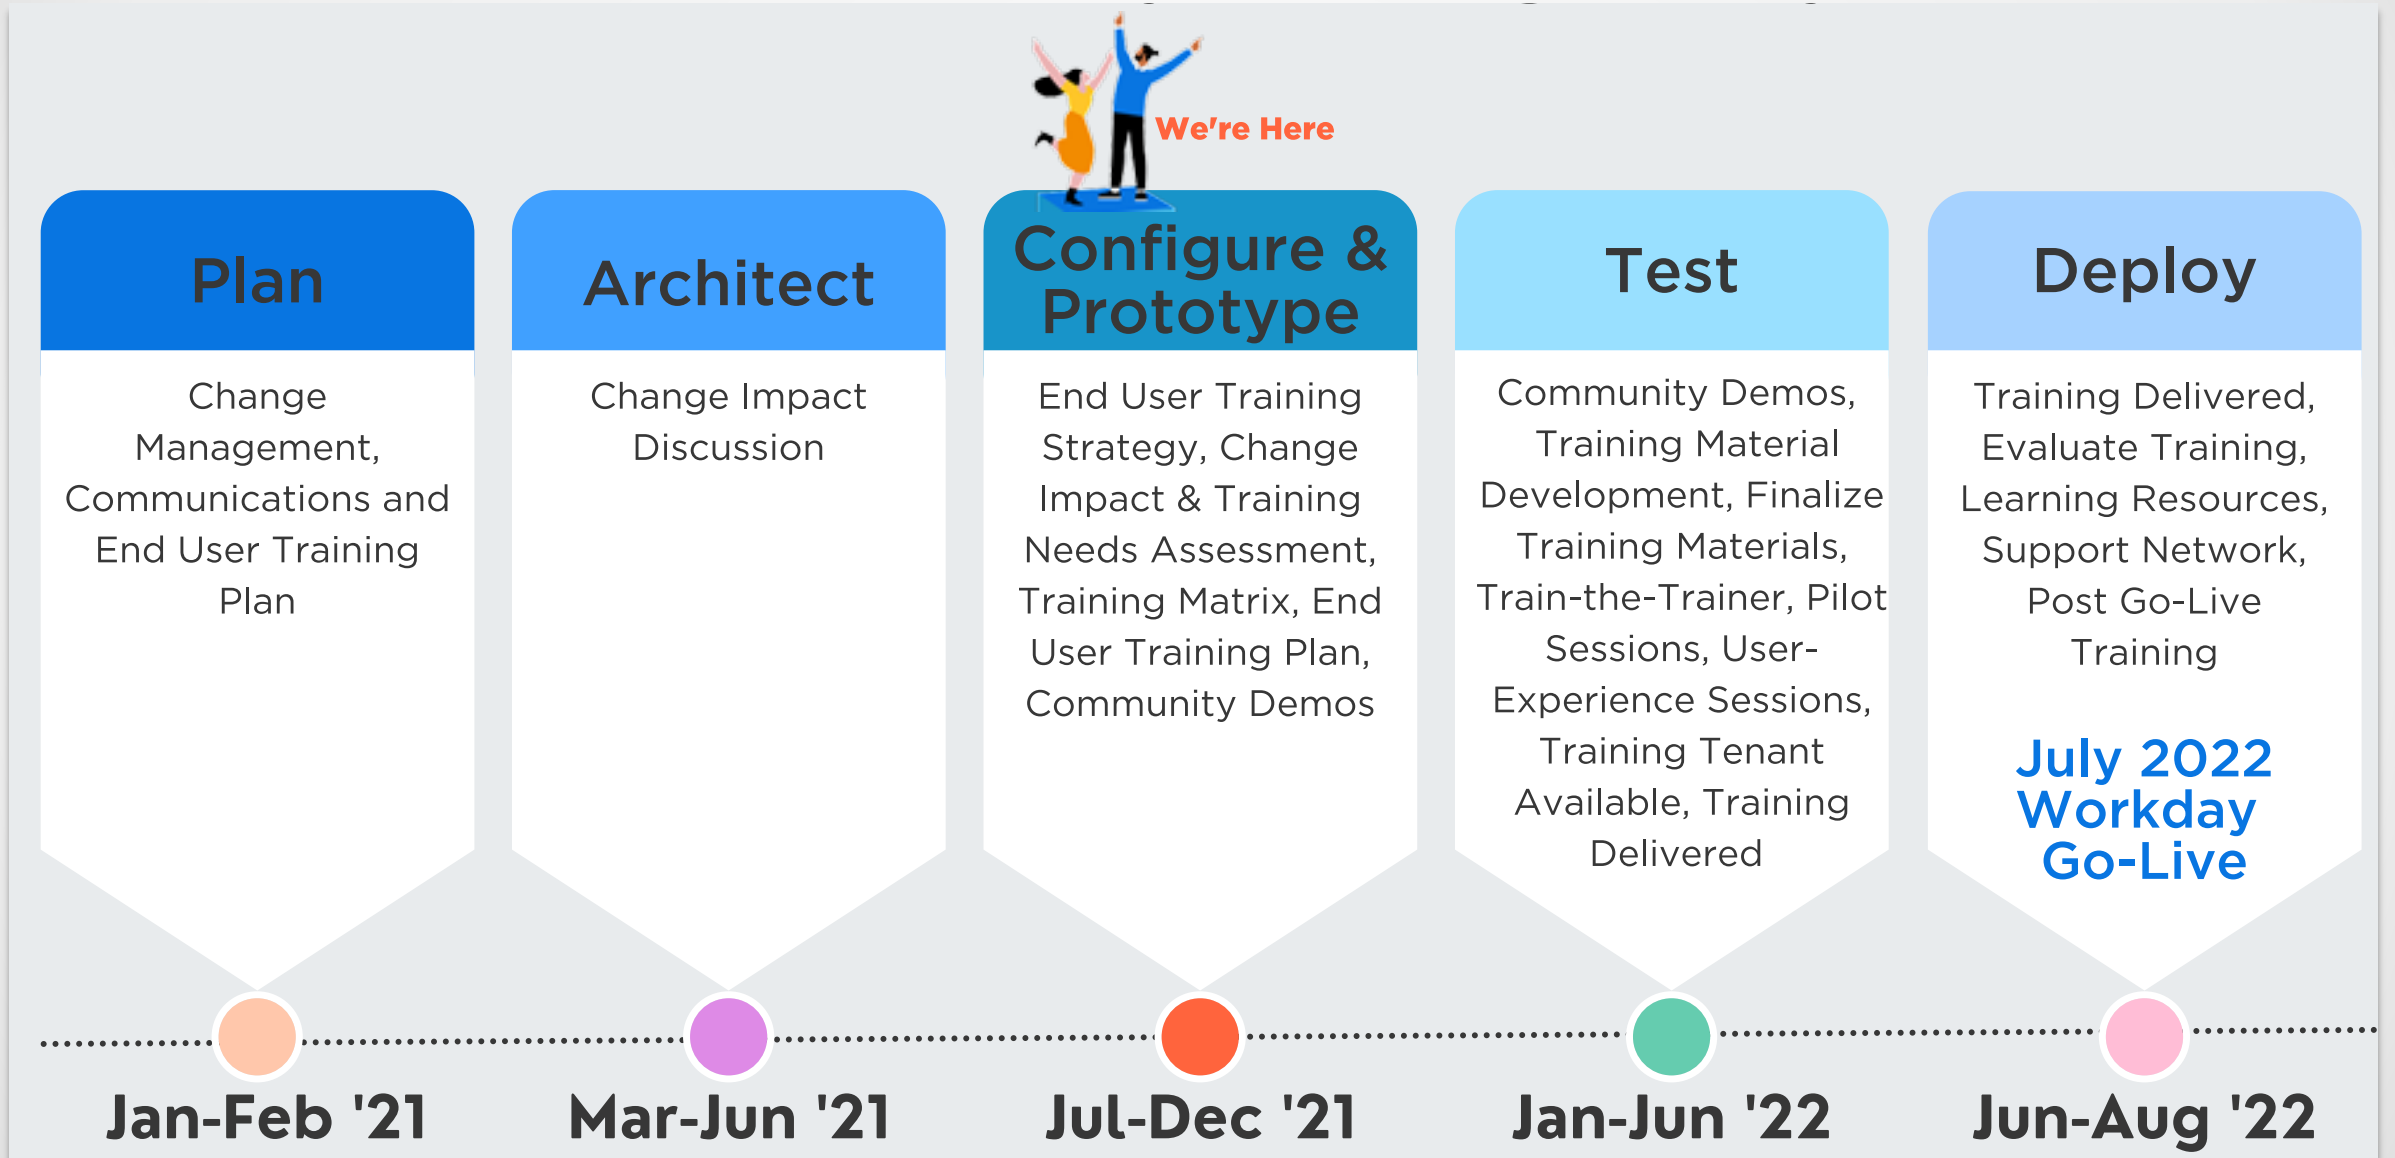 We're Here
Plan
Change
Management,
Communications and
End User Training
Plan
Jan-Feb '21
Architect
Change Impact
Discussion
Mar-Jun '21
Configure &
Prototype
End User Training
Strategy, Change
Impact & Training
Needs Assessment,
Training Matrix, End
User Training Plan,
Community Demos
Jul-Dec '21
Test
Community Demos,
Training Material
Development, Finalize
Training Materials,
Train-the-Trainer, Pilot
Sessions, User-
Experience Sessions,
Training Tenant
Available, Training
Delivered
Jan-Jun '22
Deploy
Training Delivered,
Evaluate Training,
Learning Resources,
Support Network,
Post Go-Live
Training
July 2022
Workday
Go-Live
Jun-Aug '22